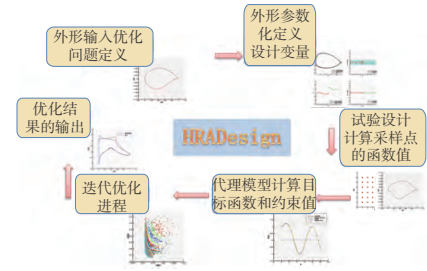 外形输入优化
问题定义
外形参数
化定义
设计变量
试验设计
计算采样点
的函数值
代理模型计算目
标函数和约束值
迭代优化
进程
优化结
果的输出
HRADesign